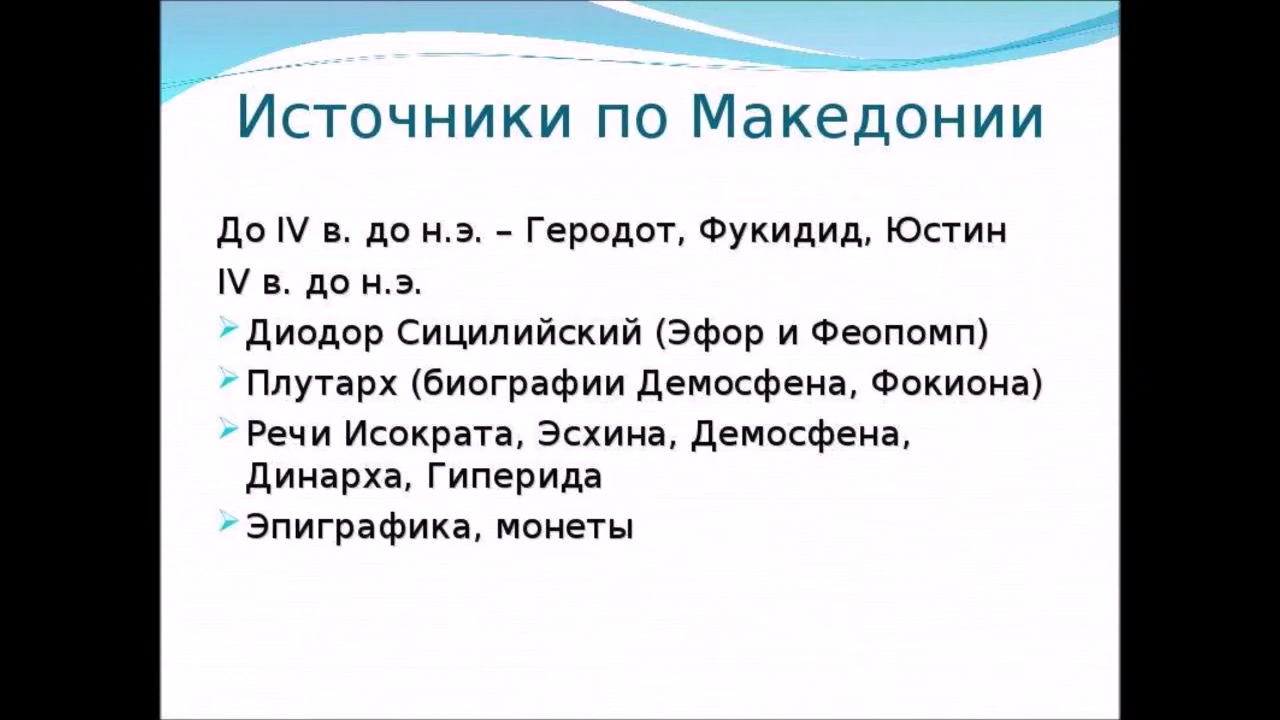 Источники по Македонии
До IV в. до н.э. – Геродот, Фукидид, Юстин
IV в. до н.э.
Диодор Сицилийский (Эфор и Феопомп)
Плутарх (биографии Демосфена, Фокиона)
Речи Исократа, Эсхина, Демосфена,
Динарха, Гиперида
Эпиграфика, монеты